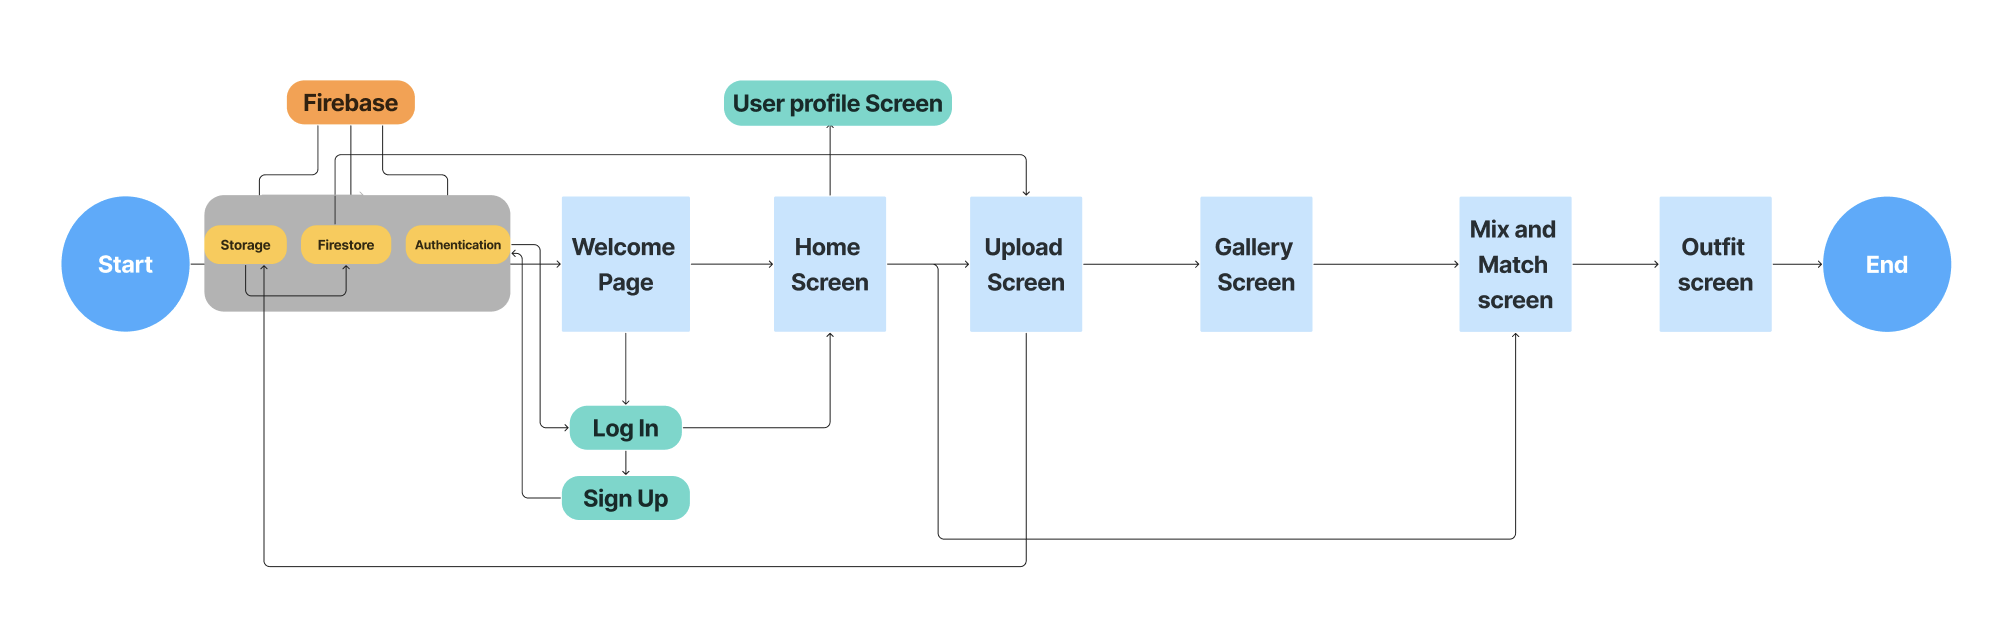 Firebase
User profile Screen
Start
Storage
Firestore
Authentication
Welcome
Page
Home
Screen
Upload
Screen
Gallery
Screen
Mix and
Match
screen
Outfit
screen
End
Log In
Sign Up